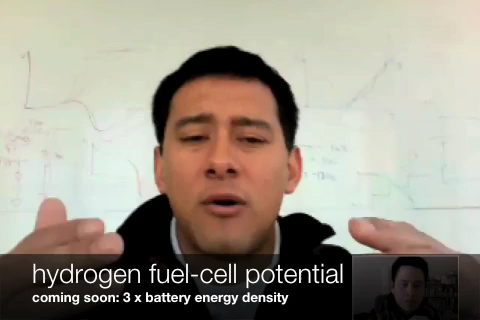 hydrogen fuel-cell potential
coming soon: 3 x battery energy density